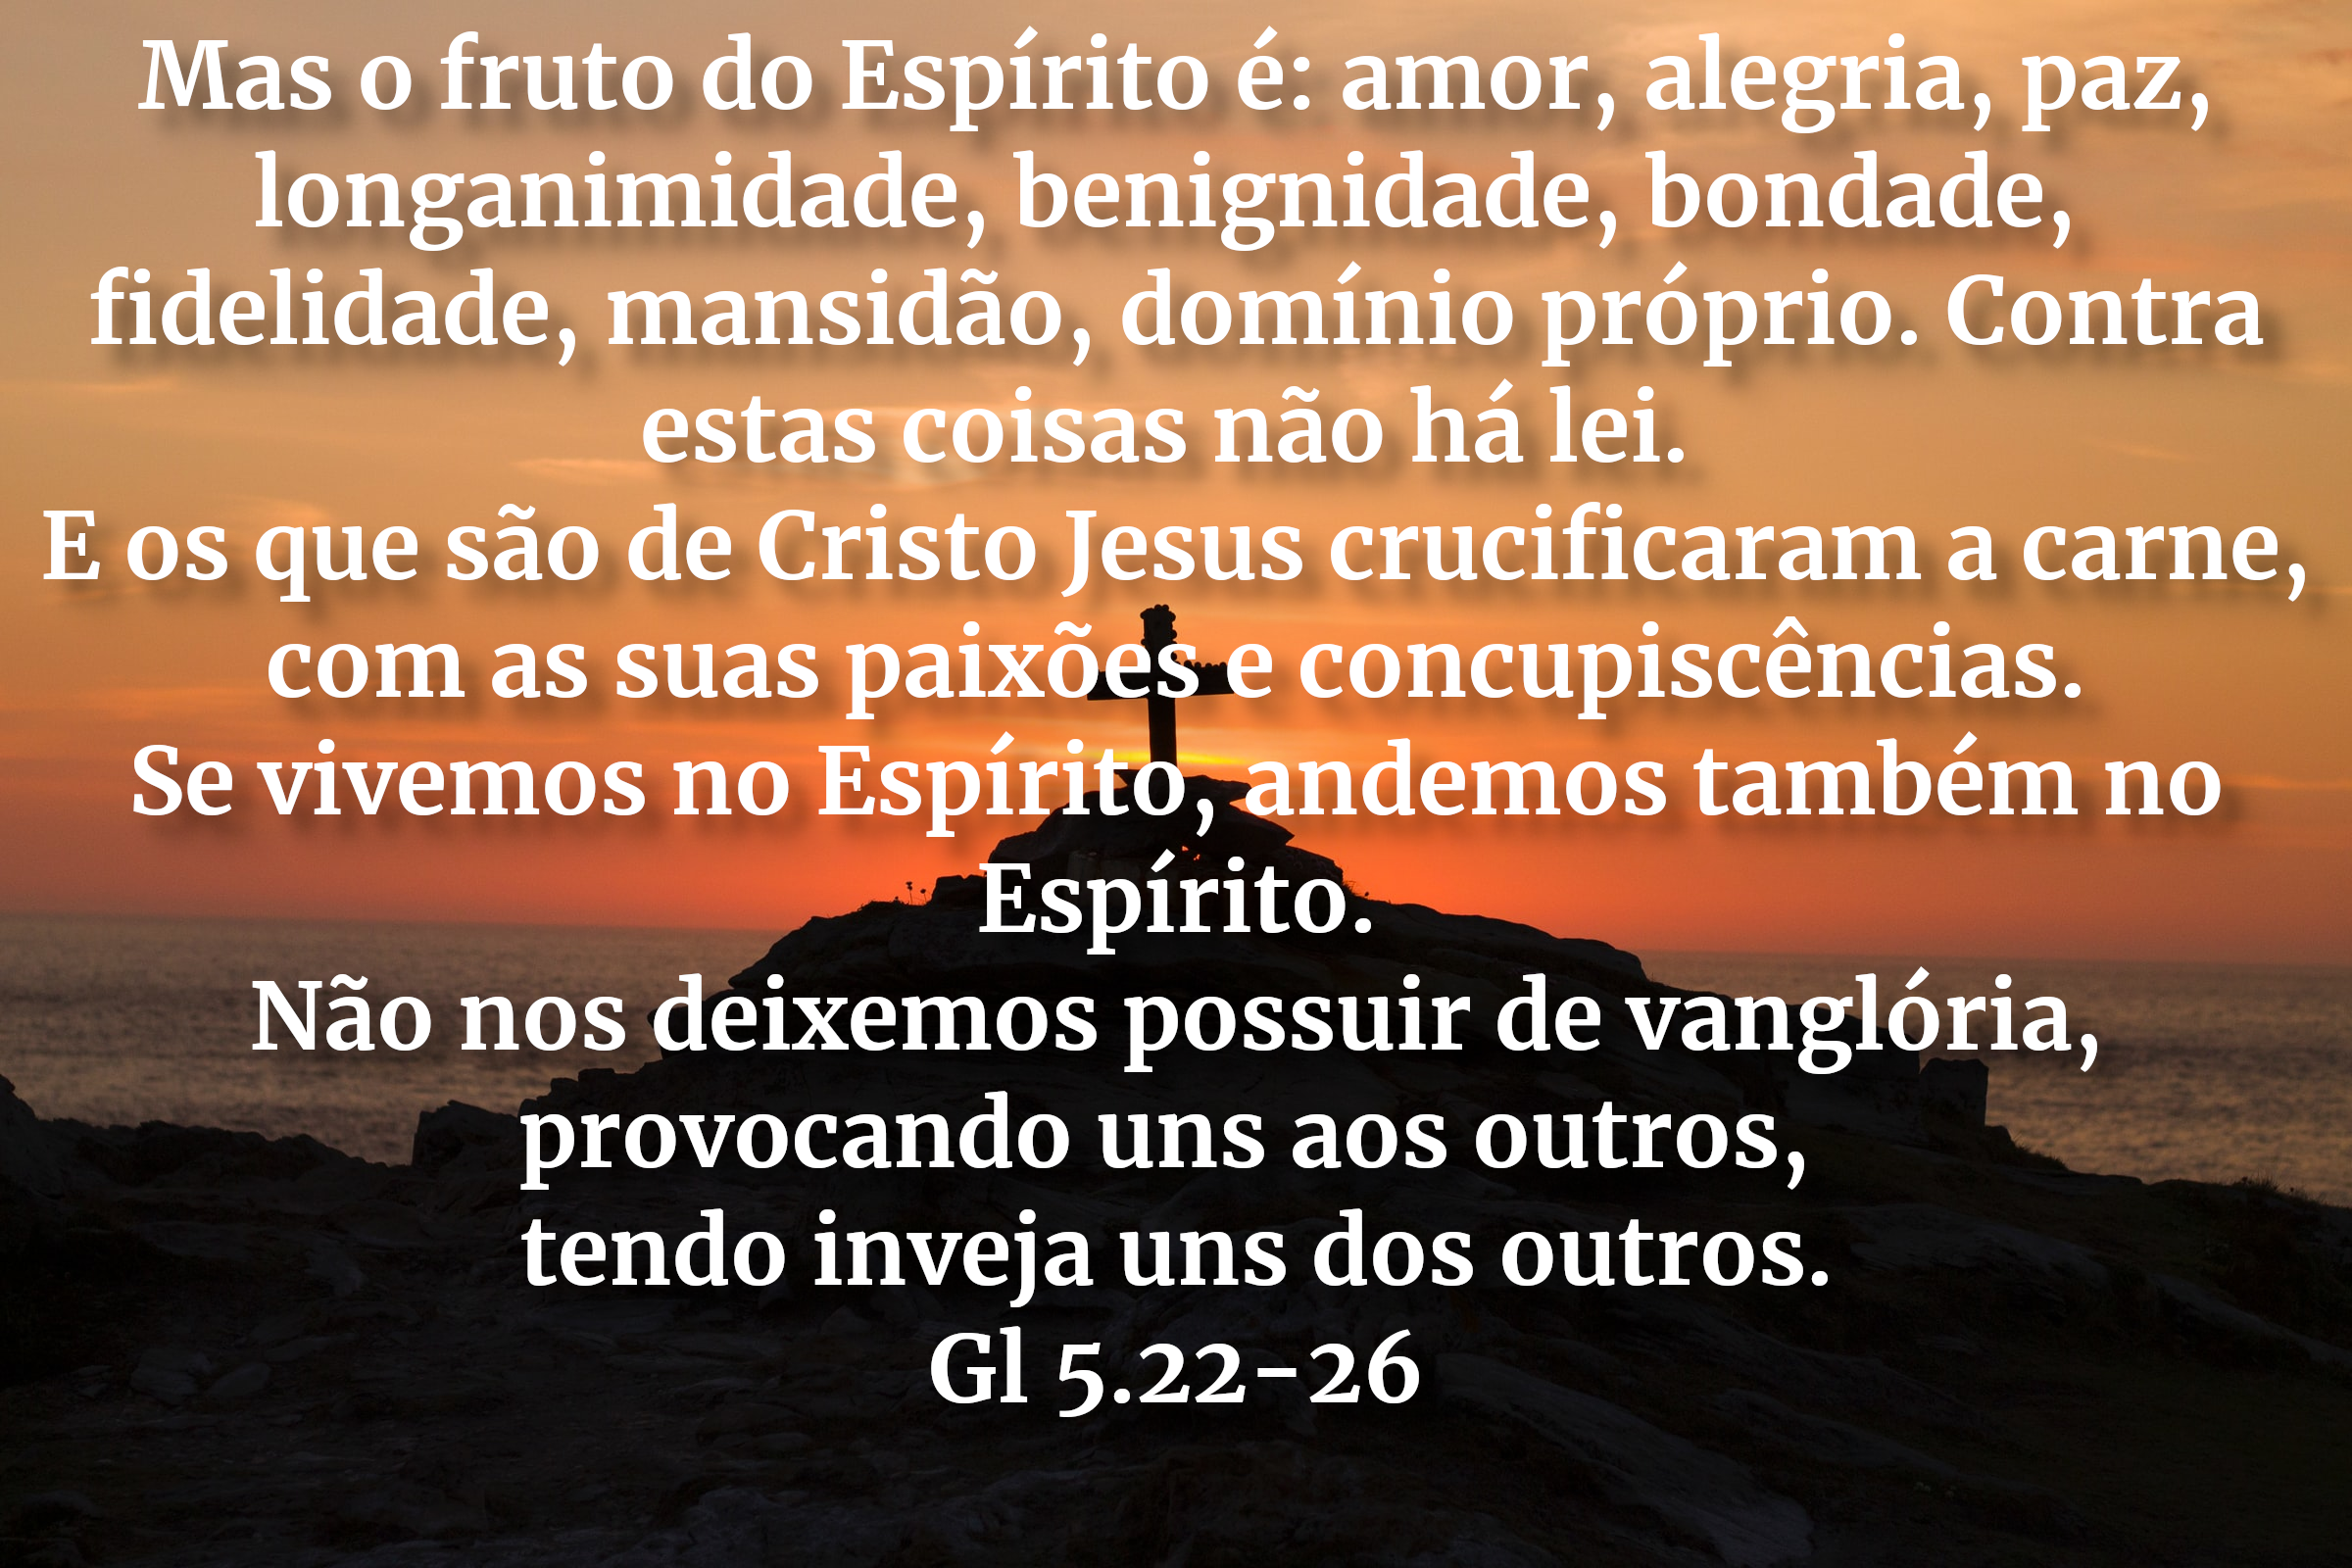 Mas o fruto do Espírito é: amor, alegria, paz,
longanimidade, benignidade, bondade,
fidelidade, mansidão, domínio próprio. Contra
estas coisas não há lei.
E os que são de Cristo Jesus crucificaram a carne,
com as suas paixões e concupiscências.
Se vivemos no Espírito, andemos também no
Espírito.
Não nos deixemos possuir de vanglória,
provocando uns aos outros,
tendo inveja uns dos outros.
Gl 5.22-26